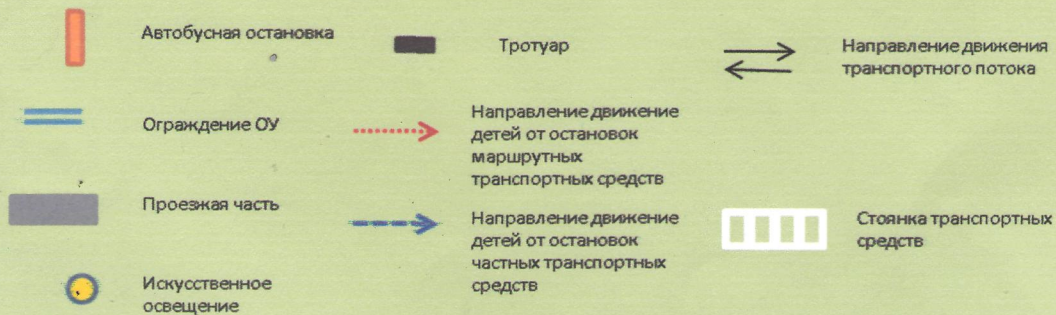 Автобусная остановка
Ограждение ОУ
Проезжая часть
Искусственное
освещение
Тротуар
Направление движение
детей от остановок
маршрутных
транспортных средств
Направление движение
детей от остановок
частных транспортных
средств
Направление движения
транспортного потока
Стоянка транспортных
средств